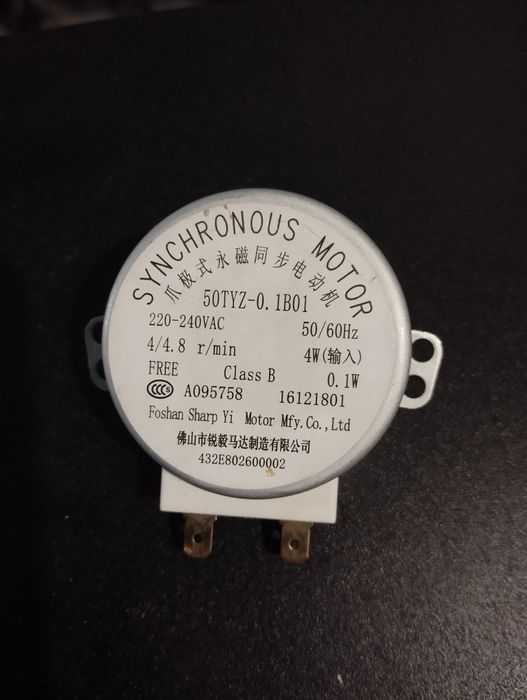 SYNCHRONOUS MOTOR
爪极式永磁同步电动机
50TYZ-0.1B01
220-240VAC 50/60Hz
4/4.8 r/min 4W(输入)
FREE Class B 0.1W
CCC S A095758 16121801
Foshan Sharp Yi Motor Mfy.Co.,Ltd
佛山市锐毅马达制造有限公司
432E802600002